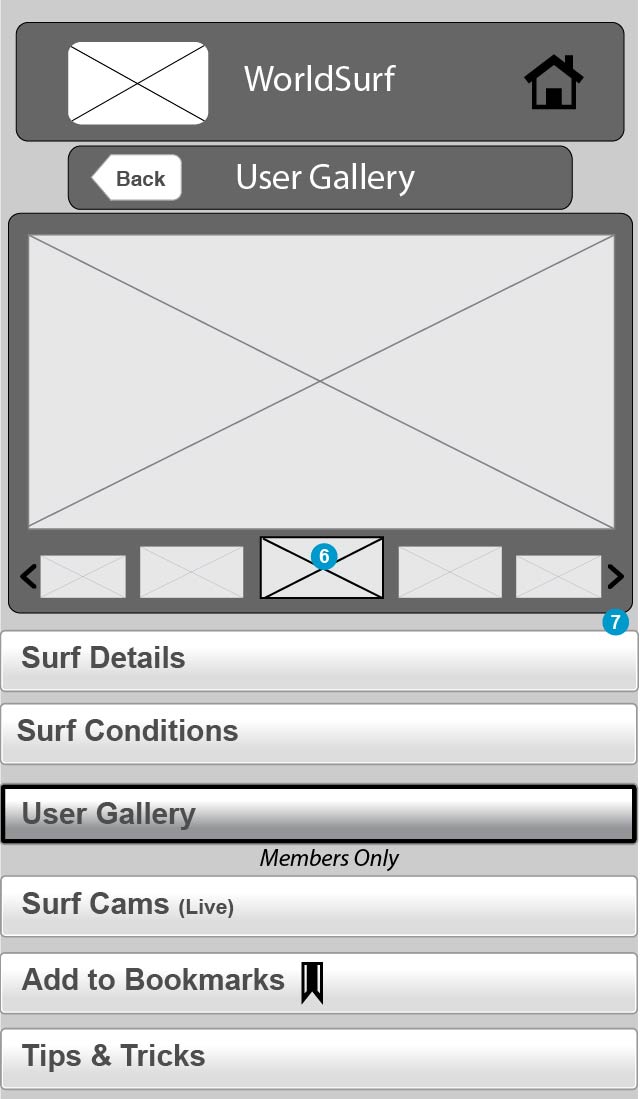 WorldSurf
Back
User Gallery
6
7
Surf Details
Surf Conditions
User Gallery
Members Only
Surf Cams (Live)
Add to Bookmarks
Tips & Tricks